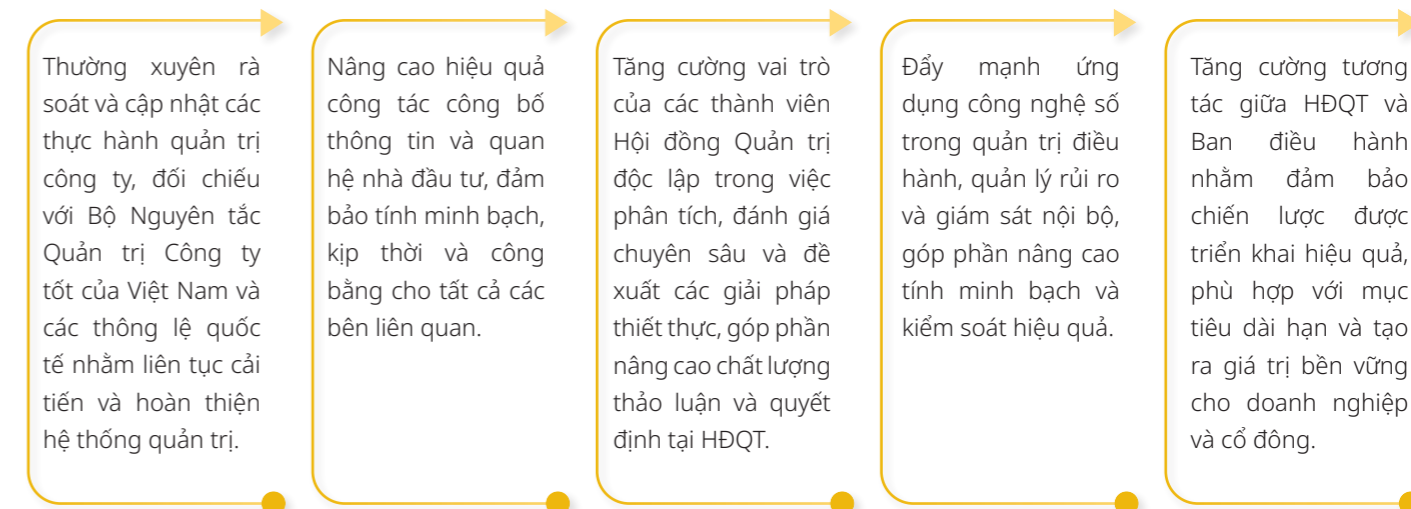 Thường xuyên rà
soát và cập nhật các
thực hành quản trị
công ty, đối chiếu
với Bộ Nguyên tắc
Quản trị Công ty
tốt của Việt Nam và
các thông lệ quốc
tế nhằm liên tục cải
tiến và hoàn thiện
hệ thống quản trị.
Nâng cao hiệu quả
công tác công bố
thông tin và quan
hệ nhà đầu tư, đảm
bảo tính minh bạch,
kịp thời và công
bằng cho tất cả các
bên liên quan.
Tăng cường vai trò
của các thành viên
Hội đồng Quản trị
độc lập trong việc
phân tích, đánh giá
chuyên sâu và đề
xuất các giải pháp
thiết thực, góp phần
nâng cao chất lượng
thảo luận và quyết
định tại HĐQT.
Đẩy mạnh ứng
dụng công nghệ số
trong quản trị điều
hành, quản lý rủi ro
và giám sát nội bộ,
góp phần nâng cao
tính minh bạch và
kiểm soát hiệu quả.
Tăng cường tương
tác giữa HĐQT và
Ban điều hành
nhằm đảm bảo
chiến lược được
triển khai hiệu quả,
phù hợp với mục
tiêu dài hạn và tạo
ra giá trị bền vững
cho doanh nghiệp
và cổ đông.